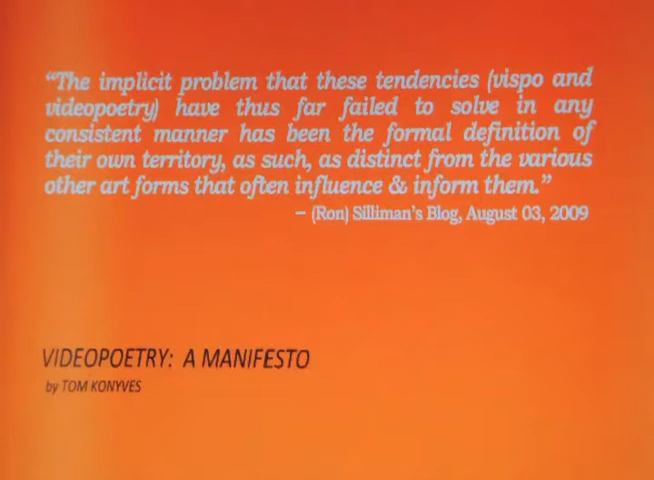 “The implicit problem that these tendencies (vispo and
videopoetry) have thus far failed to solve in any
consistent manner has been the formal definition of
their own territory, as such, as distinct from the various
other art forms that often influence & inform them.”
– (Ron) Silliman’s Blog, August 03, 2009
VIDEOPOETRY: A MANIFESTO
by TOM KONYVES